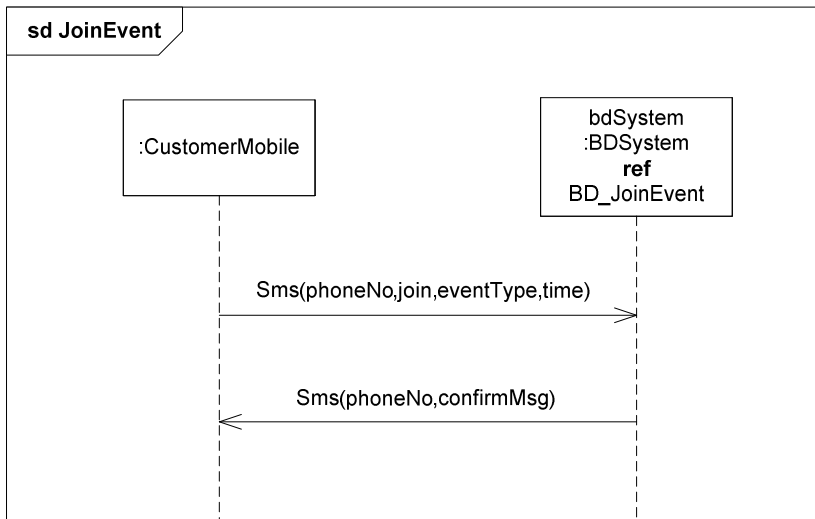 sd JoinEvent
:CustomerMobile
bdSystem
:BDSystem
ref
BD_JoinEvent
Sms(phoneNo,join,eventType,time)
Sms(phoneNo,confirmMsg)